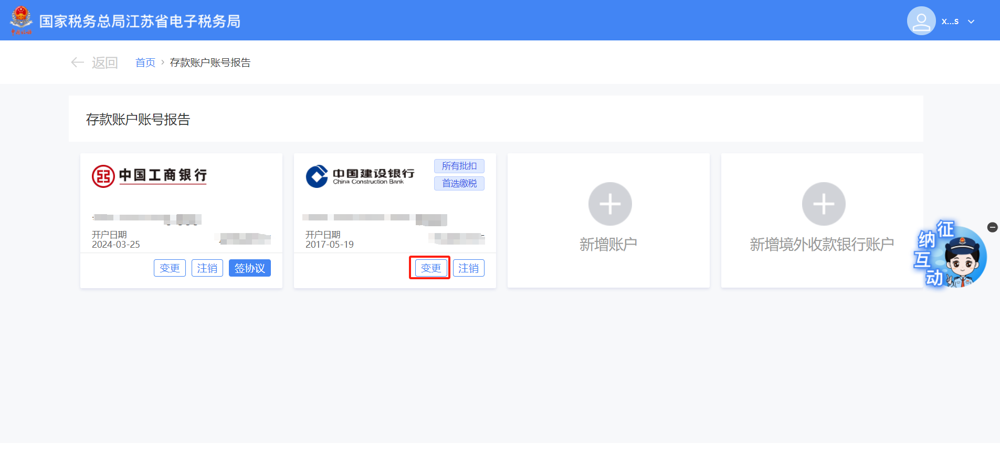 国家税务总局江苏省电子税务局
x...s
返回 首页 › 存款账户账号报告
存款账户账号报告
中国工商银行
开户日期
2024-03-25
变更 注销 签协议
中国建设银行
China Construction Bank
所有批扣
首选缴税
开户日期
2017-05-19
变更 注销
新增账户
新增境外收款银行账户
征纳互动